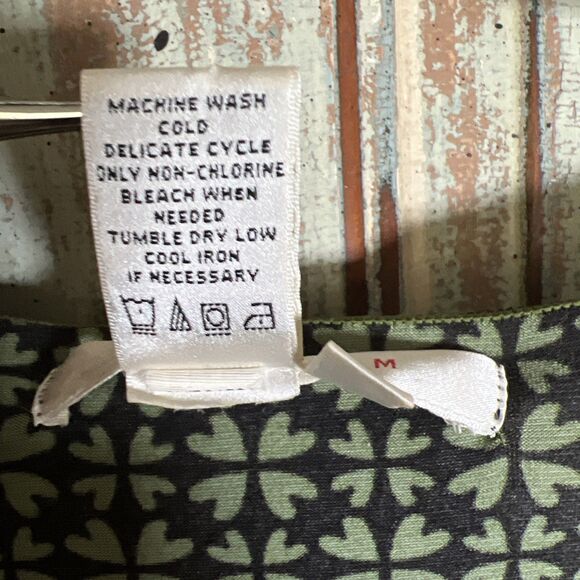 MACHINE WASH
COLD
DELICATE CYCLE
ONLY NON-CHLORINE
BLEACH WHEN
NEEDED
TUMBLE DRY LOW
COOL IRON
IF NECESSARY
M